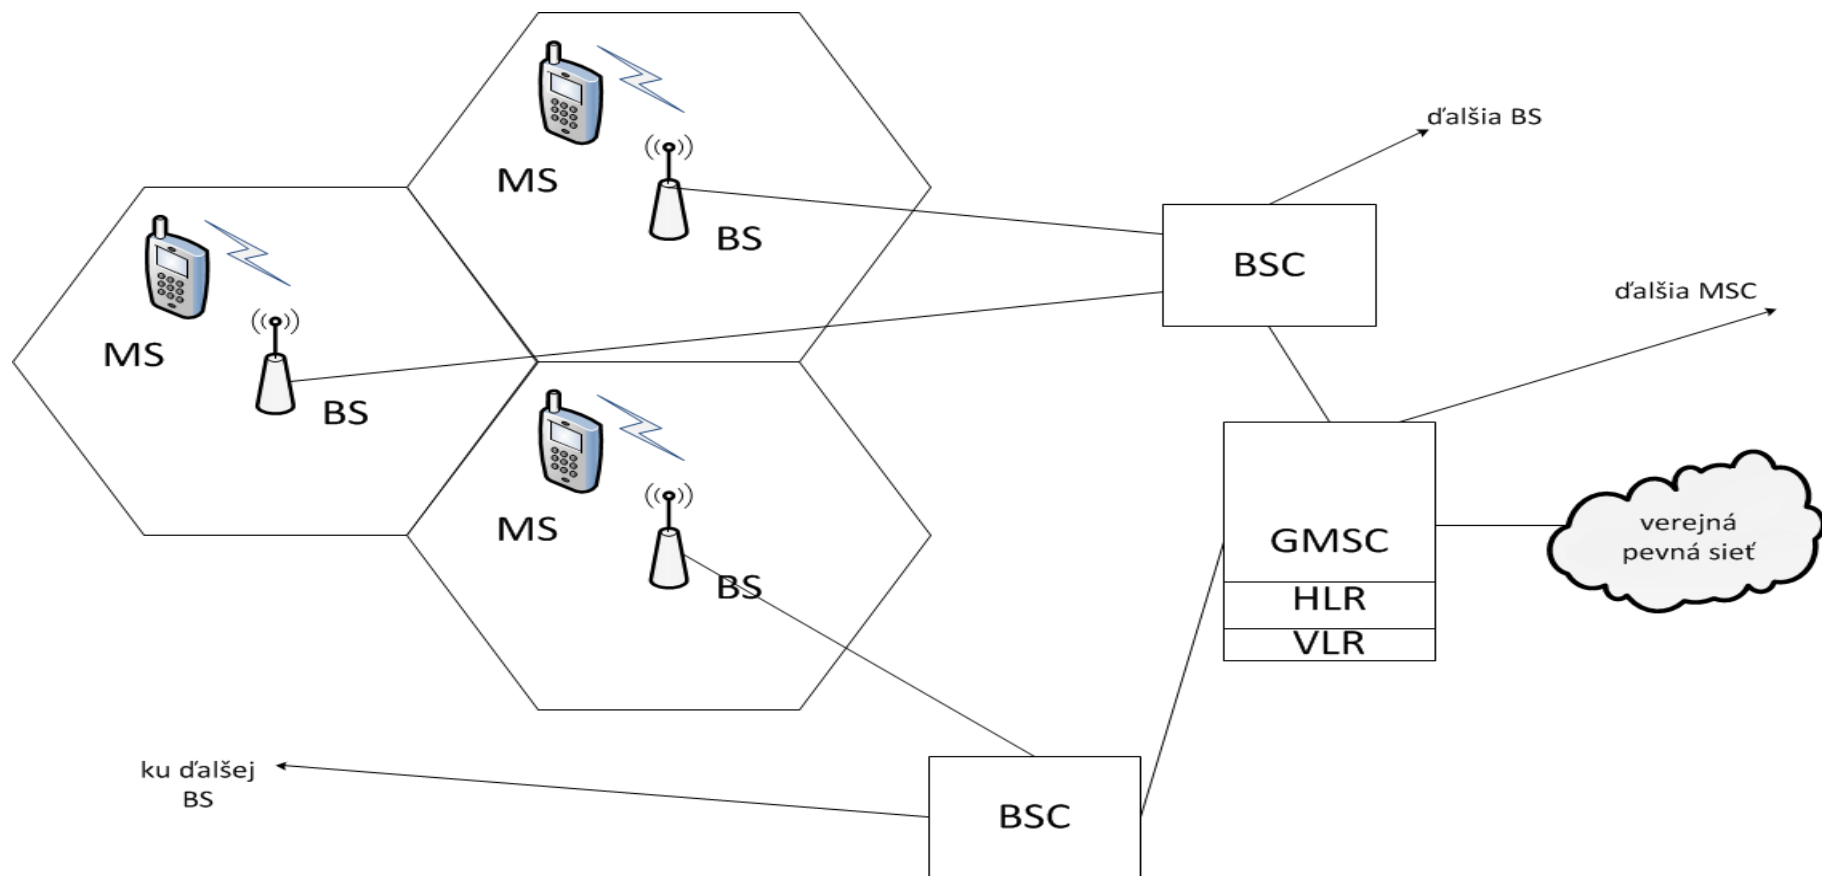 MS
BS
ďalšia BS
BSC
ďalšia MSC
MS
BS
MS
BS
GMSC
HLR
VLR
verejná
pevná sieť
ku ďalšej
BS
BSC